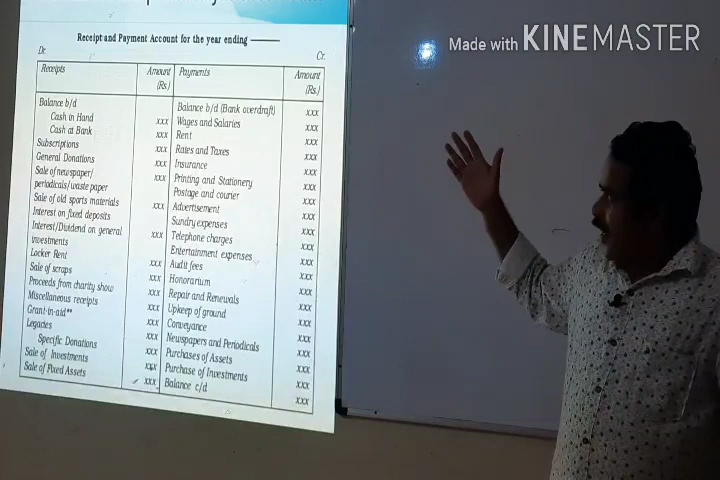 Made with KINEMASTER
Receipt and Payment Account for the year ending
Dr. Cr.
Receipts Amount (Rs.) Payments Amount (Rs.)
Balance b/d Balance b/d (Bank overdraft) xxx
Cash in Hand xxx Wages and Salaries xxx
Cash at Bank xxx Rent xxx
Subscriptions xxx Rates and Taxes xxx
General Donations xxx Insurance xxx
Sale of newspaper/ Printing and Stationery xxx
periodicals/waste paper xxx Postage and courier xxx
Sale of old sports materials Advertisement xxx
Interest on fixed deposits xxx Sundry expenses xxx
Interest/Dividend on general Telephone charges xxx
investments xxx Entertainment expenses xxx
Locker Rent xxx Audit fees xxx
Sale of scraps xxx Honorarium xxx
Proceeds from charity show xxx Repair and Renewals xxx
Miscellaneous receipts xxx Upkeep of ground xxx
Grant-in-aid** xxx Conveyance xxx
Legacies xxx Newspapers and Periodicals xxx
Specific Donations xxx Purchases of Assets xxx
Sale of Investments xxx Purchase of Investments xxx
Sale of Fixed Assets xxx Balance c/d xxx